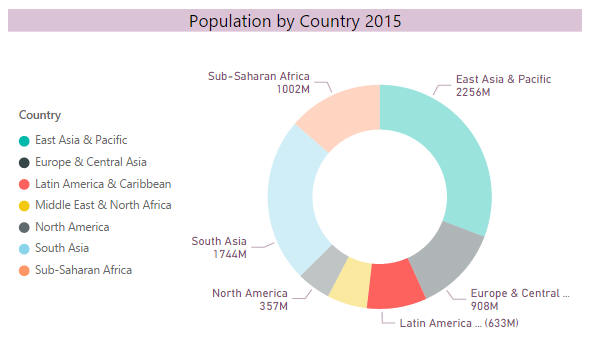 Population by Country 2015
Country
East Asia & Pacific
Europe & Central Asia
Latin America & Caribbean
Middle East & North Africa
North America
South Asia
Sub-Saharan Africa
Sub-Saharan Africa
1002M
East Asia & Pacific
2256M
South Asia
1744M
North America
357M
Europe & Central ...
908M
Latin America ... (633M)